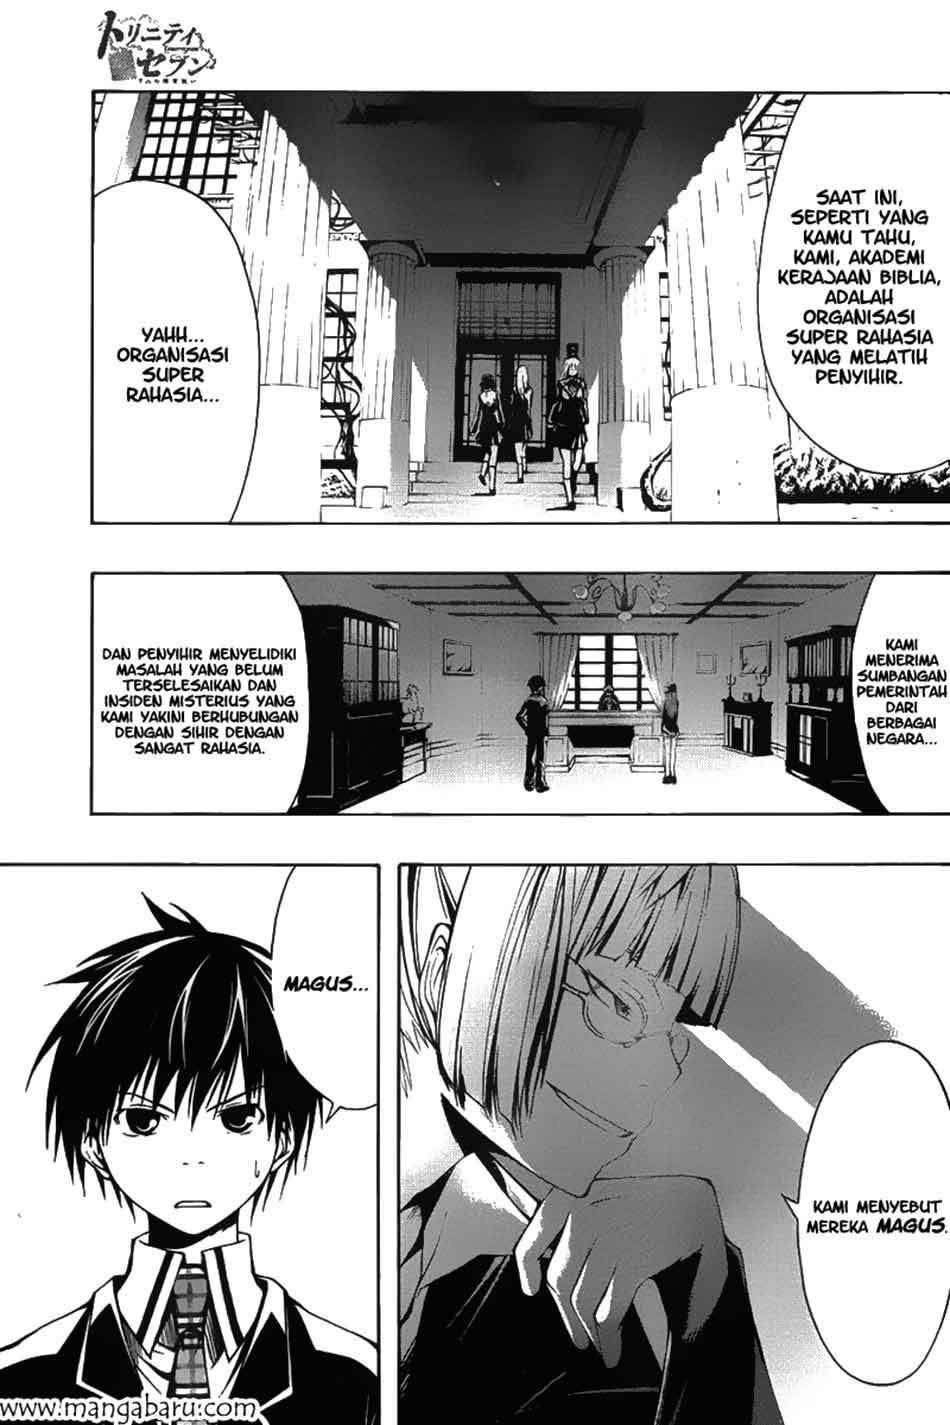 トリニティ
セブン
SAAT INI,
SEPERTI YANG
KAMU TAHU,
KAMI, AKADEMI
KERAJAAN BIBLIA,
ADALAH
ORGANISASI
SUPER RAHASIA
YANG MELATIH
PENYIHIR.
YAHH...
ORGANISASI
SUPER
RAHASIA...
KAMI
MENERIMA
SUMBANGAN
PEMERINTAH
DARI
BERBAGAI
NEGARA...
DAN PENYIHIR MENYELIDIKI
MASALAH YANG BELUM
TERSELESAIKAN DAN
INSIDEN MISTERIUS YANG
KAMI YAKINI BERHUBUNGAN
DENGAN SIHIR DENGAN
SANGAT RAHASIA.
KAMI MENYEBUT
MEREKA MAGUS.
MAGUS...
www.mangabaru.com